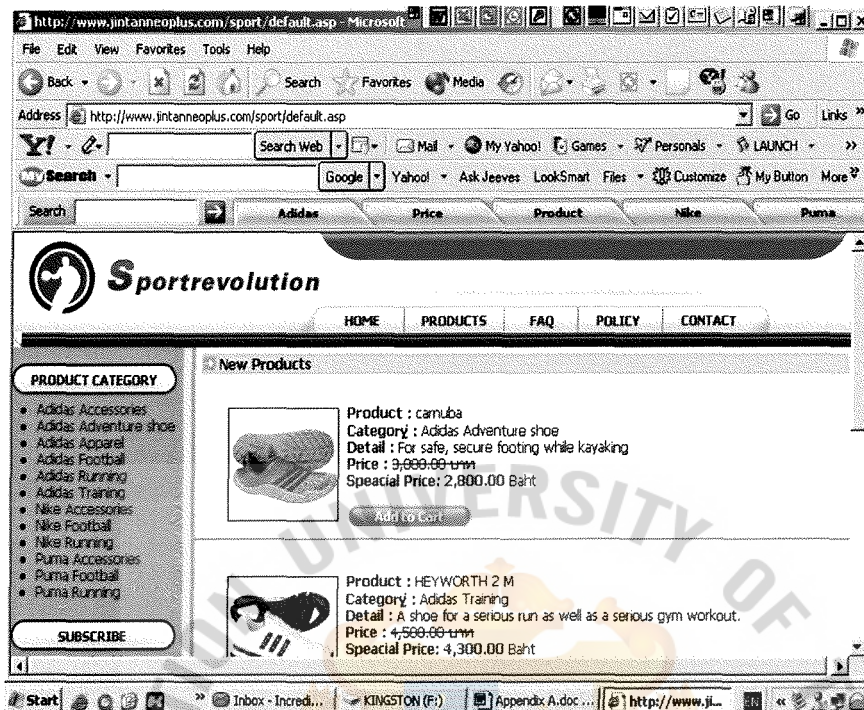 http://www.jintanneoplus.com/sport/default.asp - Microsoft
File Edit View Favorites Tools Help
Back Search Favorites Media
Address http://www.jintanneoplus.com/sport/default.asp Go Links »
Y! Search Web Mail My Yahoo! Games Personals LAUNCH »
My Search Google Yahoo! Ask Jeeves LookSmart Files Customize My Button More »
Search Adidas Price Product Nike Puma
Sportrevolution
HOME PRODUCTS FAQ POLICY CONTACT
PRODUCT CATEGORY
Adidas Accessories
Adidas Adventure shoe
Adidas Apparel
Adidas Football
Adidas Running
Adidas Training
Nike Accessories
Nike Football
Nike Running
Puma Accessories
Puma Football
Puma Running
SUBSCRIBE
New Products
Product : carnuba
Category : Adidas Adventure shoe
Detail : For safe, secure footing while kayaking
Price : 3,000.00 บาท
Speacial Price: 2,800.00 Baht
Add to Cart
Product : HEYWORTH 2 M
Category : Adidas Training
Detail : A shoe for a serious run as well as a serious gym workout.
Price : 4,500.00 บาท
Speacial Price: 4,300.00 Baht
UNIVERSITY OF
Start » Inbox - Incredi... KINGSTON (F:) Appendix A.doc ... http://www.ji... EN «